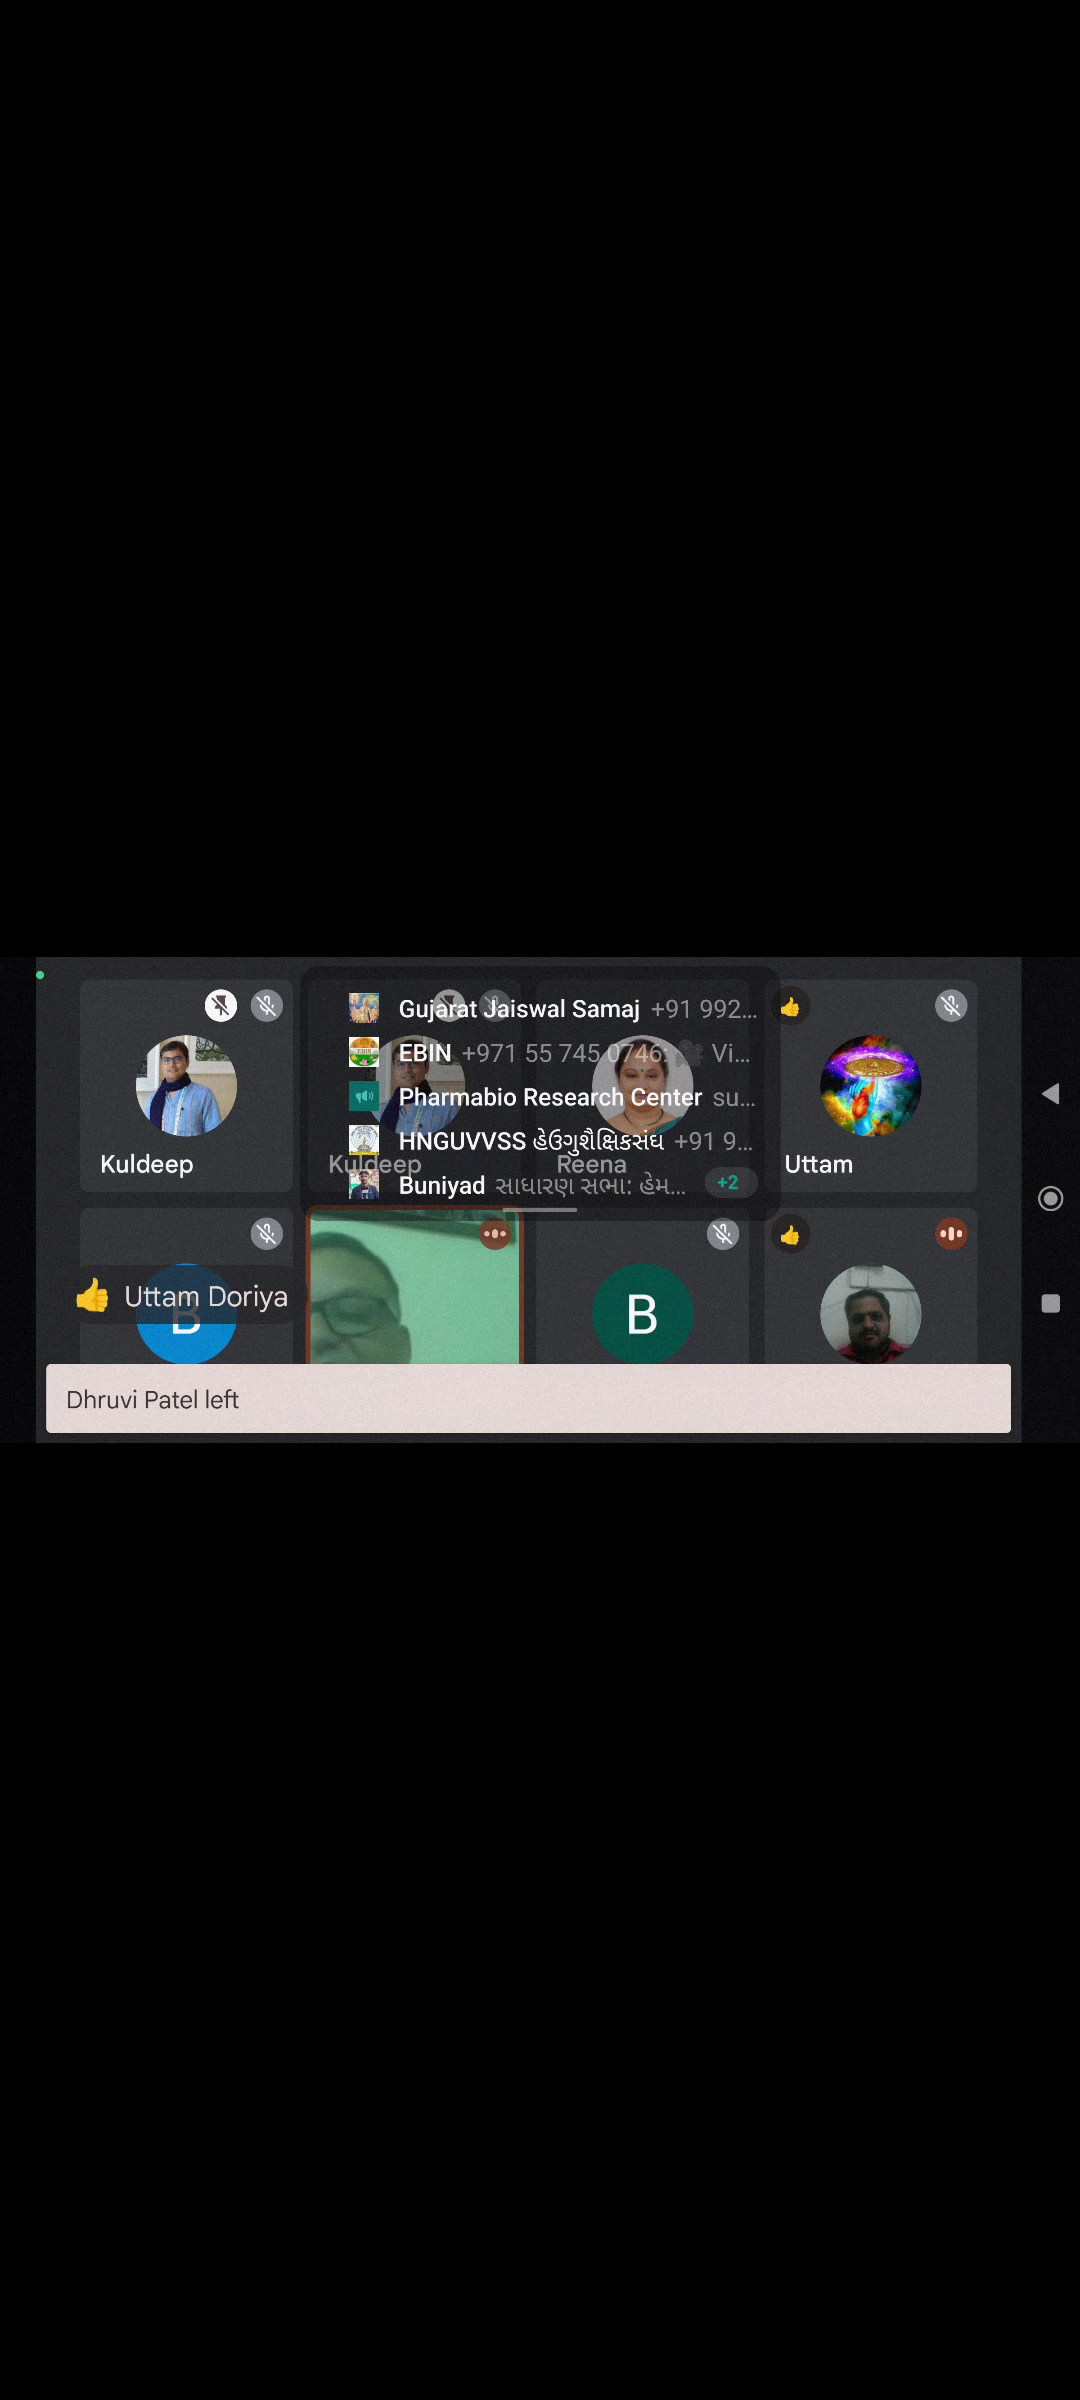 Gujarat Jaiswal Samaj +91 992...
EBIN +971 55 745 0746: 🎥 Vi...
Pharmabio Research Center su...
HNGUVVSS હેઉગુશૈક્ષિકસંઘ +91 9...
Buniyad સાધારણ સભા: હેમ... +2
Kuldeep
Kuldeep
Reena
Uttam
👍 Uttam Doriya
B
B
Dhruvi Patel left